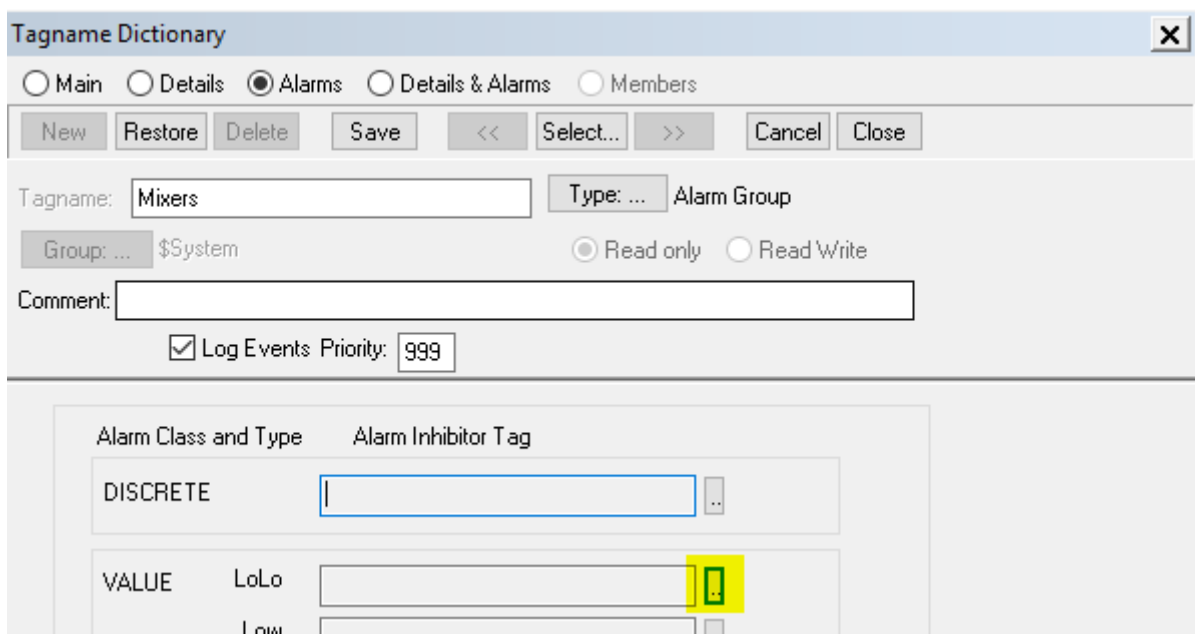 Tagname Dictionary
Main Details Alarms Details & Alarms Members
New Restore Delete Save << Select... >> Cancel Close
Tagname: Mixers Type: ... Alarm Group
Group: ... $System Read only Read Write
Comment:
Log Events Priority: 999
Alarm Class and Type Alarm Inhibitor Tag
DISCRETE ..
VALUE LoLo ..
Low